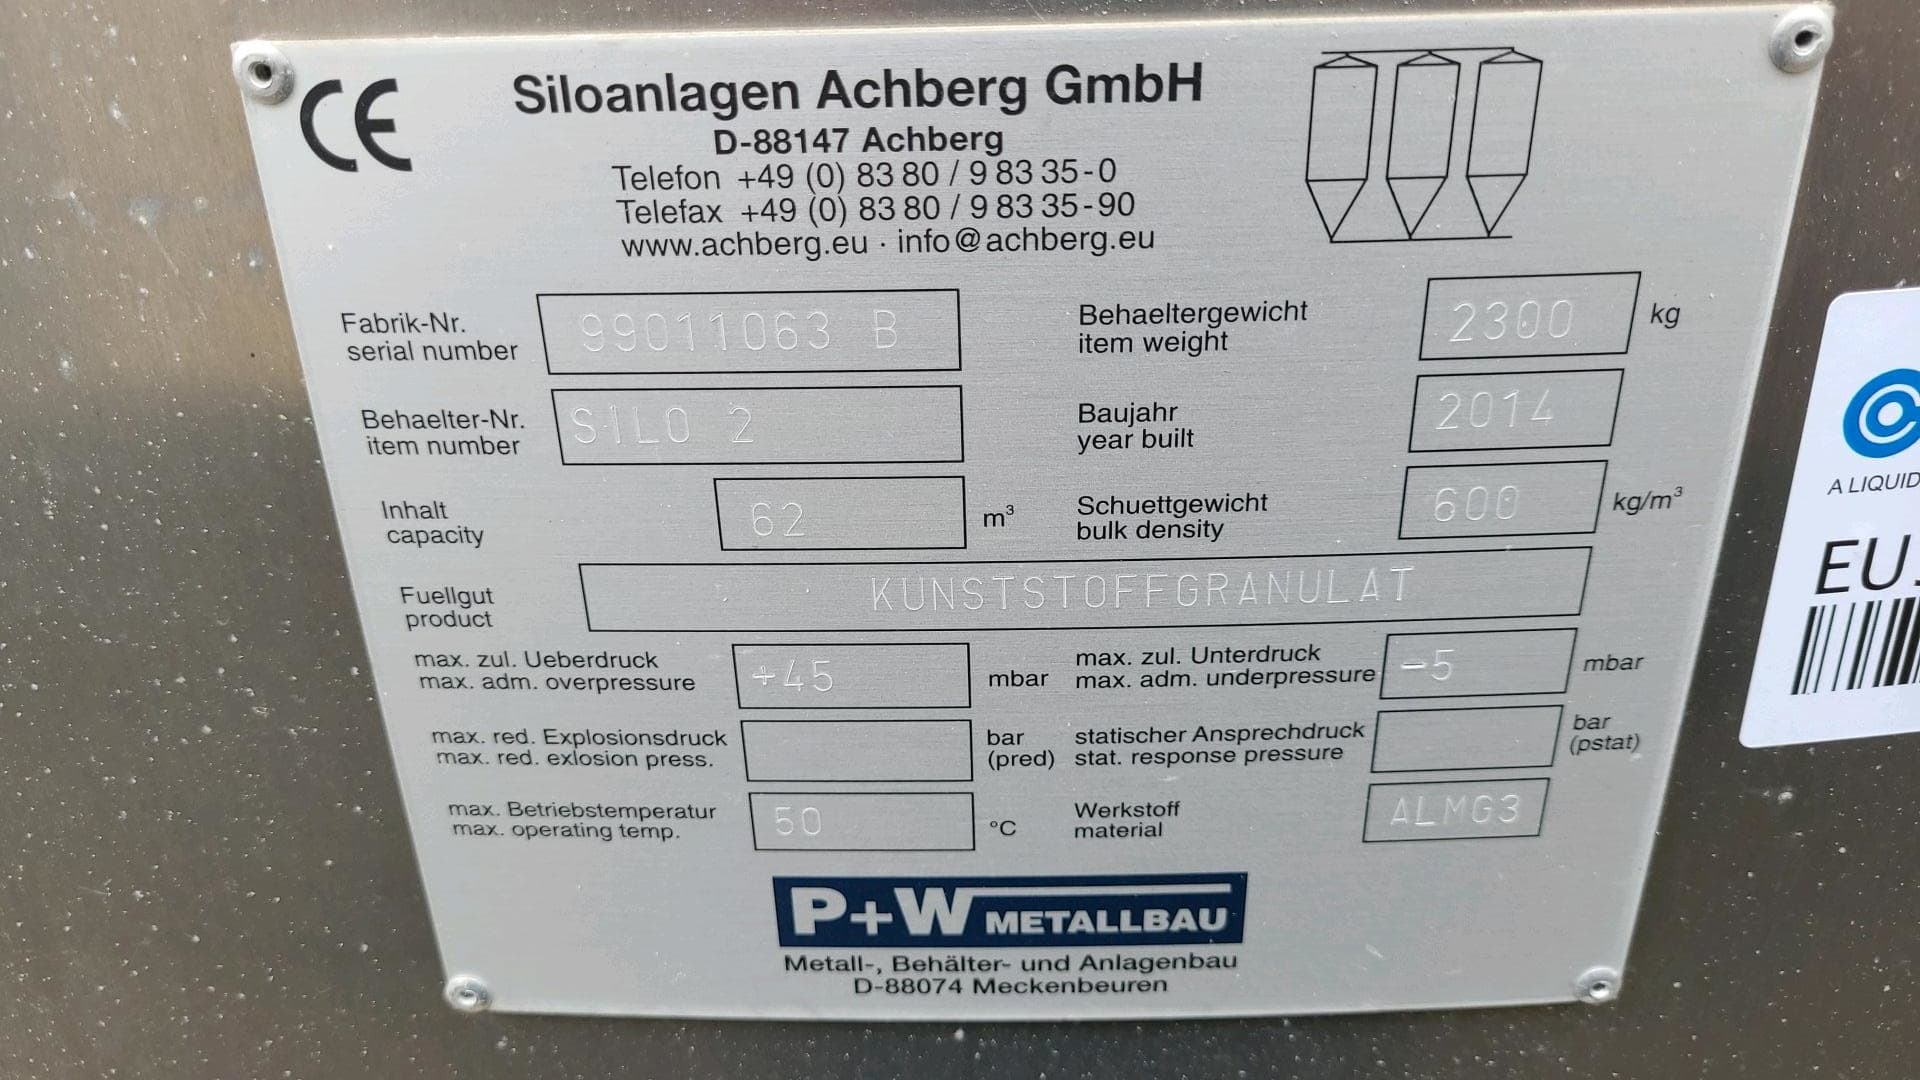 CE
Siloanlagen Achberg GmbH
D-88147 Achberg
Telefon +49 (0) 83 80 / 9 83 35-0
Telefax +49 (0) 83 80 / 9 83 35-90
www.achberg.eu · info@achberg.eu
Fabrik-Nr. 99011063 B
serial number
Behaeltergewicht 2300 kg
item weight
Behaelter-Nr. SILO 2
item number
Baujahr 2014
year built
Inhalt 62 m³
capacity
Schuettgewicht 600 kg/m³
bulk density
Fuellgut KUNSTSTOFFGRANULAT
product
max. zul. Ueberdruck +45 mbar
max. adm. overpressure
max. zul. Unterdruck -5 mbar
max. adm. underpressure
max. red. Explosionsdruck bar
max. red. exlosion press. (pred)
statischer Ansprechdruck bar
stat. response pressure (pstat)
max. Betriebstemperatur 50 °C
max. operating temp.
Werkstoff ALMG3
material
P+W METALLBAU
Metall-, Behälter- und Anlagenbau
D-88074 Meckenbeuren
A LIQUID
EU